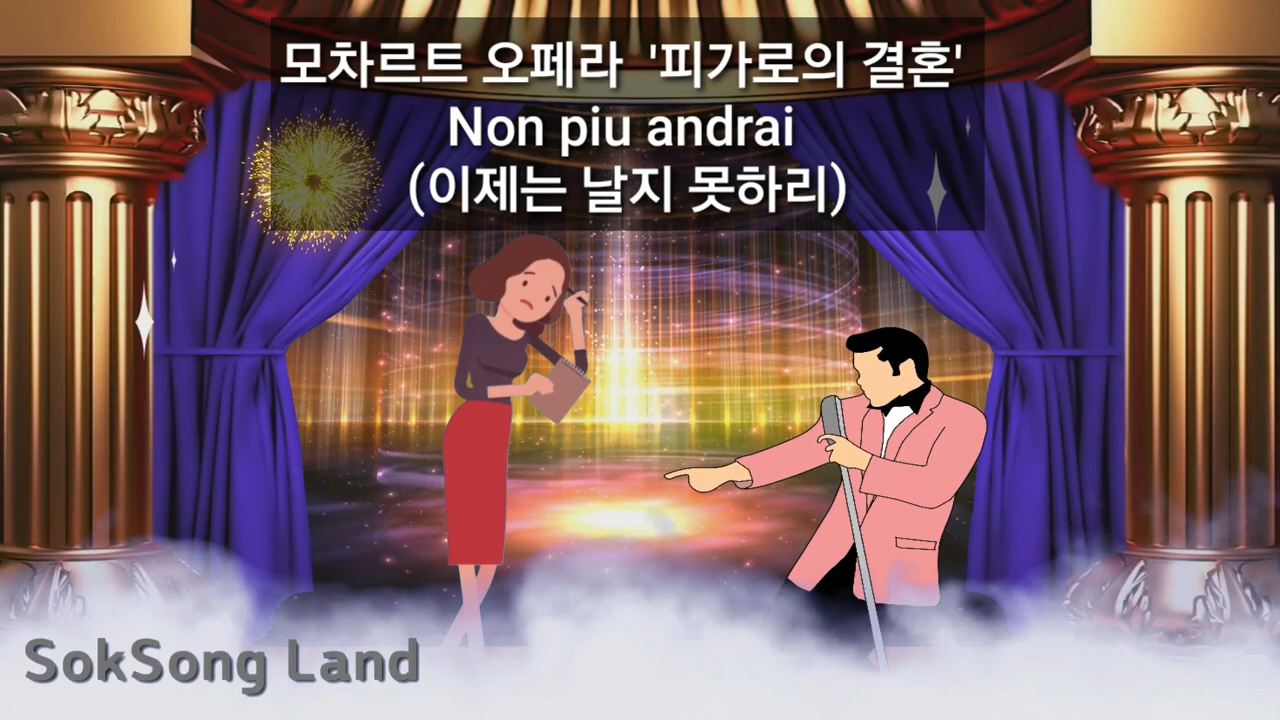 모차르트 오페라 '피가로의 결혼'
Non piu andrai
(이제는 날지 못하리)
SokSong Land